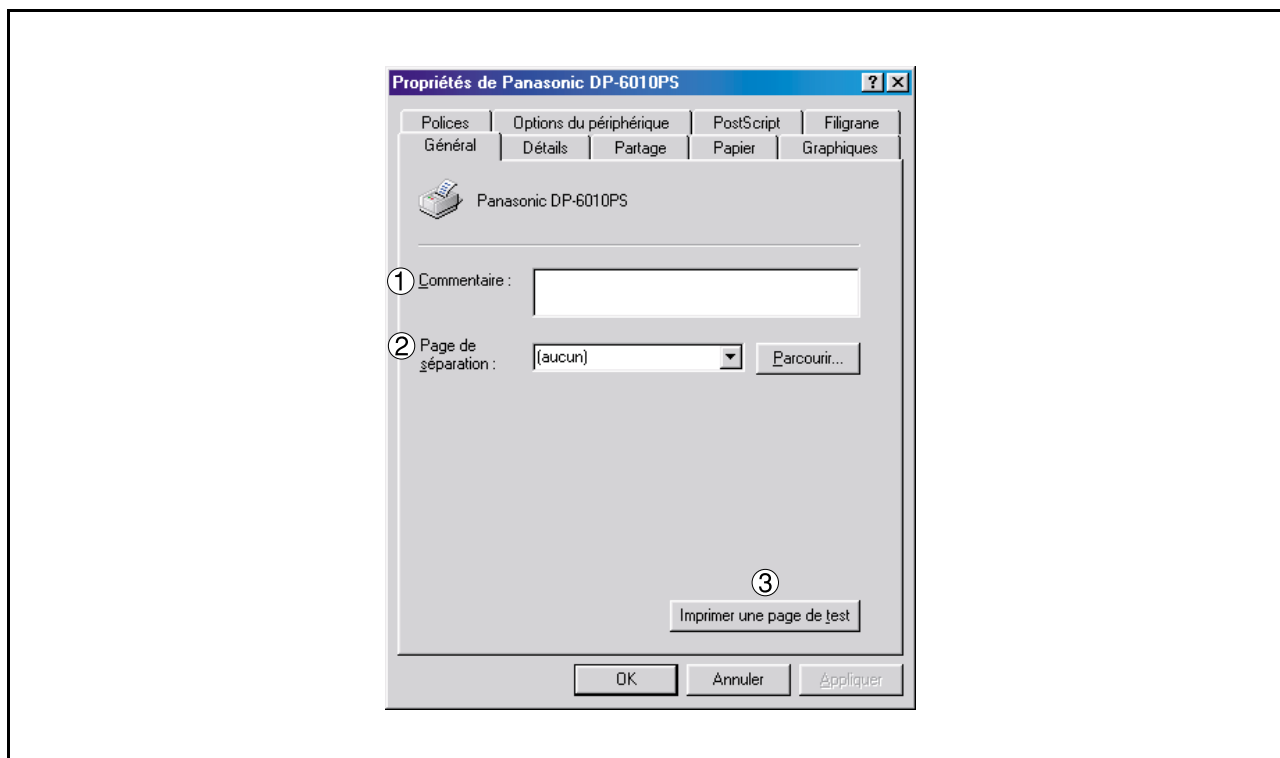 Propriétés de Panasonic DP-6010PS
Polices Options du périphérique PostScript Filigrane
Général Détails Partage Papier Graphiques
Panasonic DP-6010PS
① Commentaire :
② Page de
séparation :
(aucun) Parcourir...
③
Imprimer une page de test
OK Annuler Appliquer